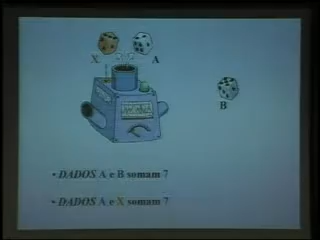 X A
B
• DADOS A e B somam 7
• DADOS A e X somam 7